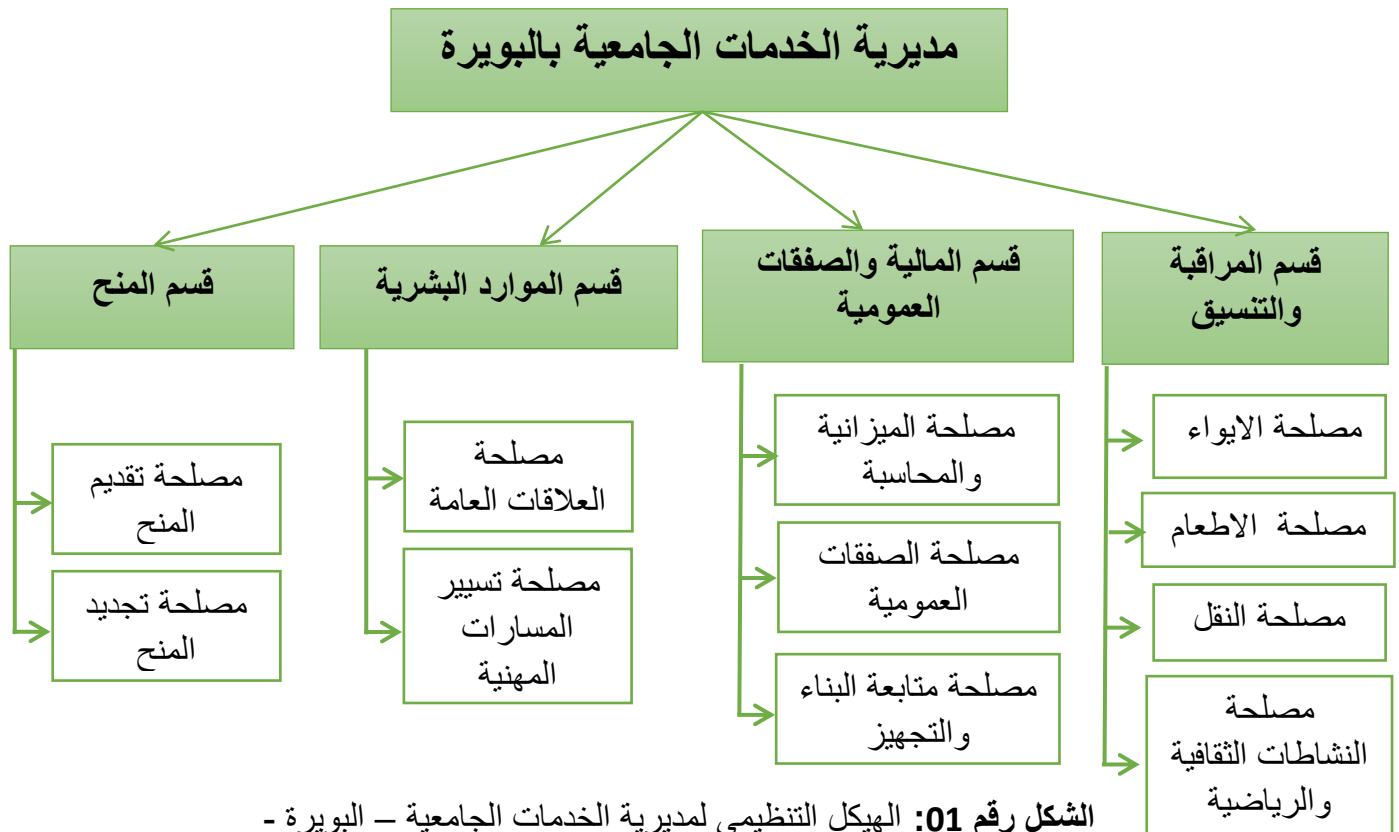 مديرية الخدمات الجامعية بالبويرة
قسم المراقبة
والتنسيق
قسم المالية والصفقات
العمومية
قسم الموارد البشرية
قسم المنح
مصلحة الايواء
مصلحة الاطعام
مصلحة النقل
مصلحة
النشاطات الثقافية
والرياضية
مصلحة الميزانية
والمحاسبة
مصلحة الصفقات
العمومية
مصلحة متابعة البناء
والتجهيز
مصلحة
العلاقات العامة
مصلحة تسيير
المسارات
المهنية
مصلحة تقديم
المنح
مصلحة تجديد
المنح
الشكل رقم 01: الهيكل التنظيمي لمديرية الخدمات الجامعية – البويرة -